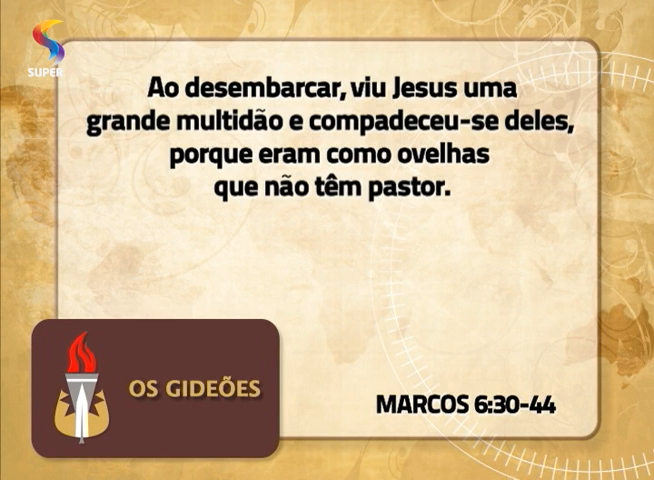 SUPER
Ao desembarcar, viu Jesus uma
grande multidão e compadeceu-se deles,
porque eram como ovelhas
que não têm pastor.
OS GIDEÕES
MARCOS 6:30-44